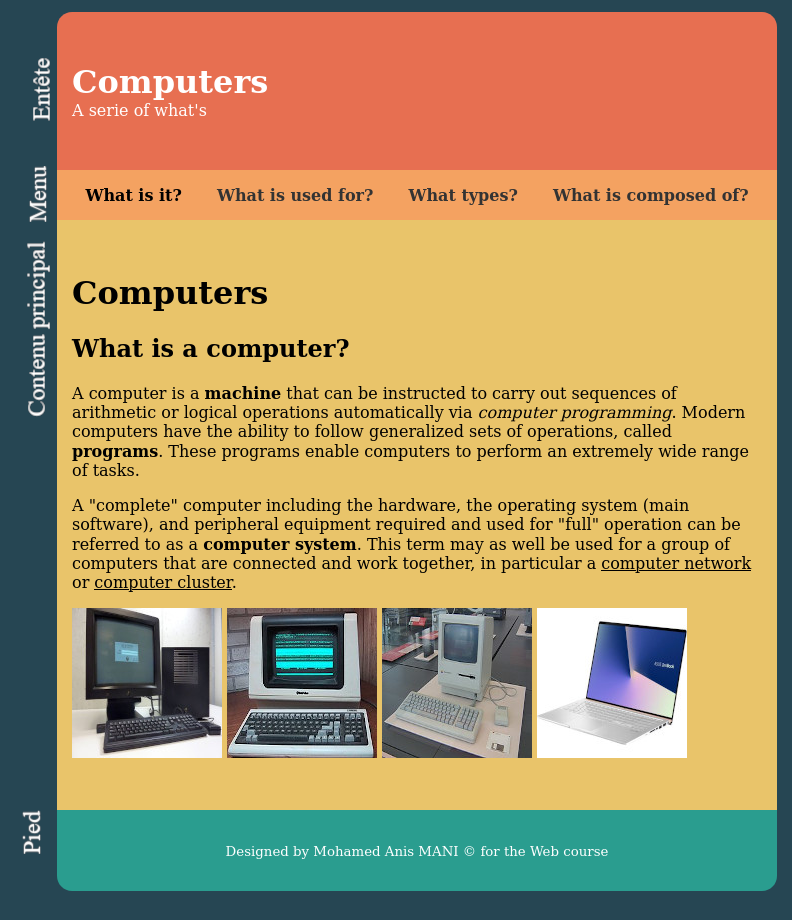 Entête
Computers
A serie of what's
Menu
What is it? What is used for? What types? What is composed of?
Contenu principal
Computers
What is a computer?
A computer is a machine that can be instructed to carry out sequences of
arithmetic or logical operations automatically via computer programming. Modern
computers have the ability to follow generalized sets of operations, called
programs. These programs enable computers to perform an extremely wide range
of tasks.
A "complete" computer including the hardware, the operating system (main
software), and peripheral equipment required and used for "full" operation can be
referred to as a computer system. This term may as well be used for a group of
computers that are connected and work together, in particular a computer network
or computer cluster.
Pied
Designed by Mohamed Anis MANI © for the Web course